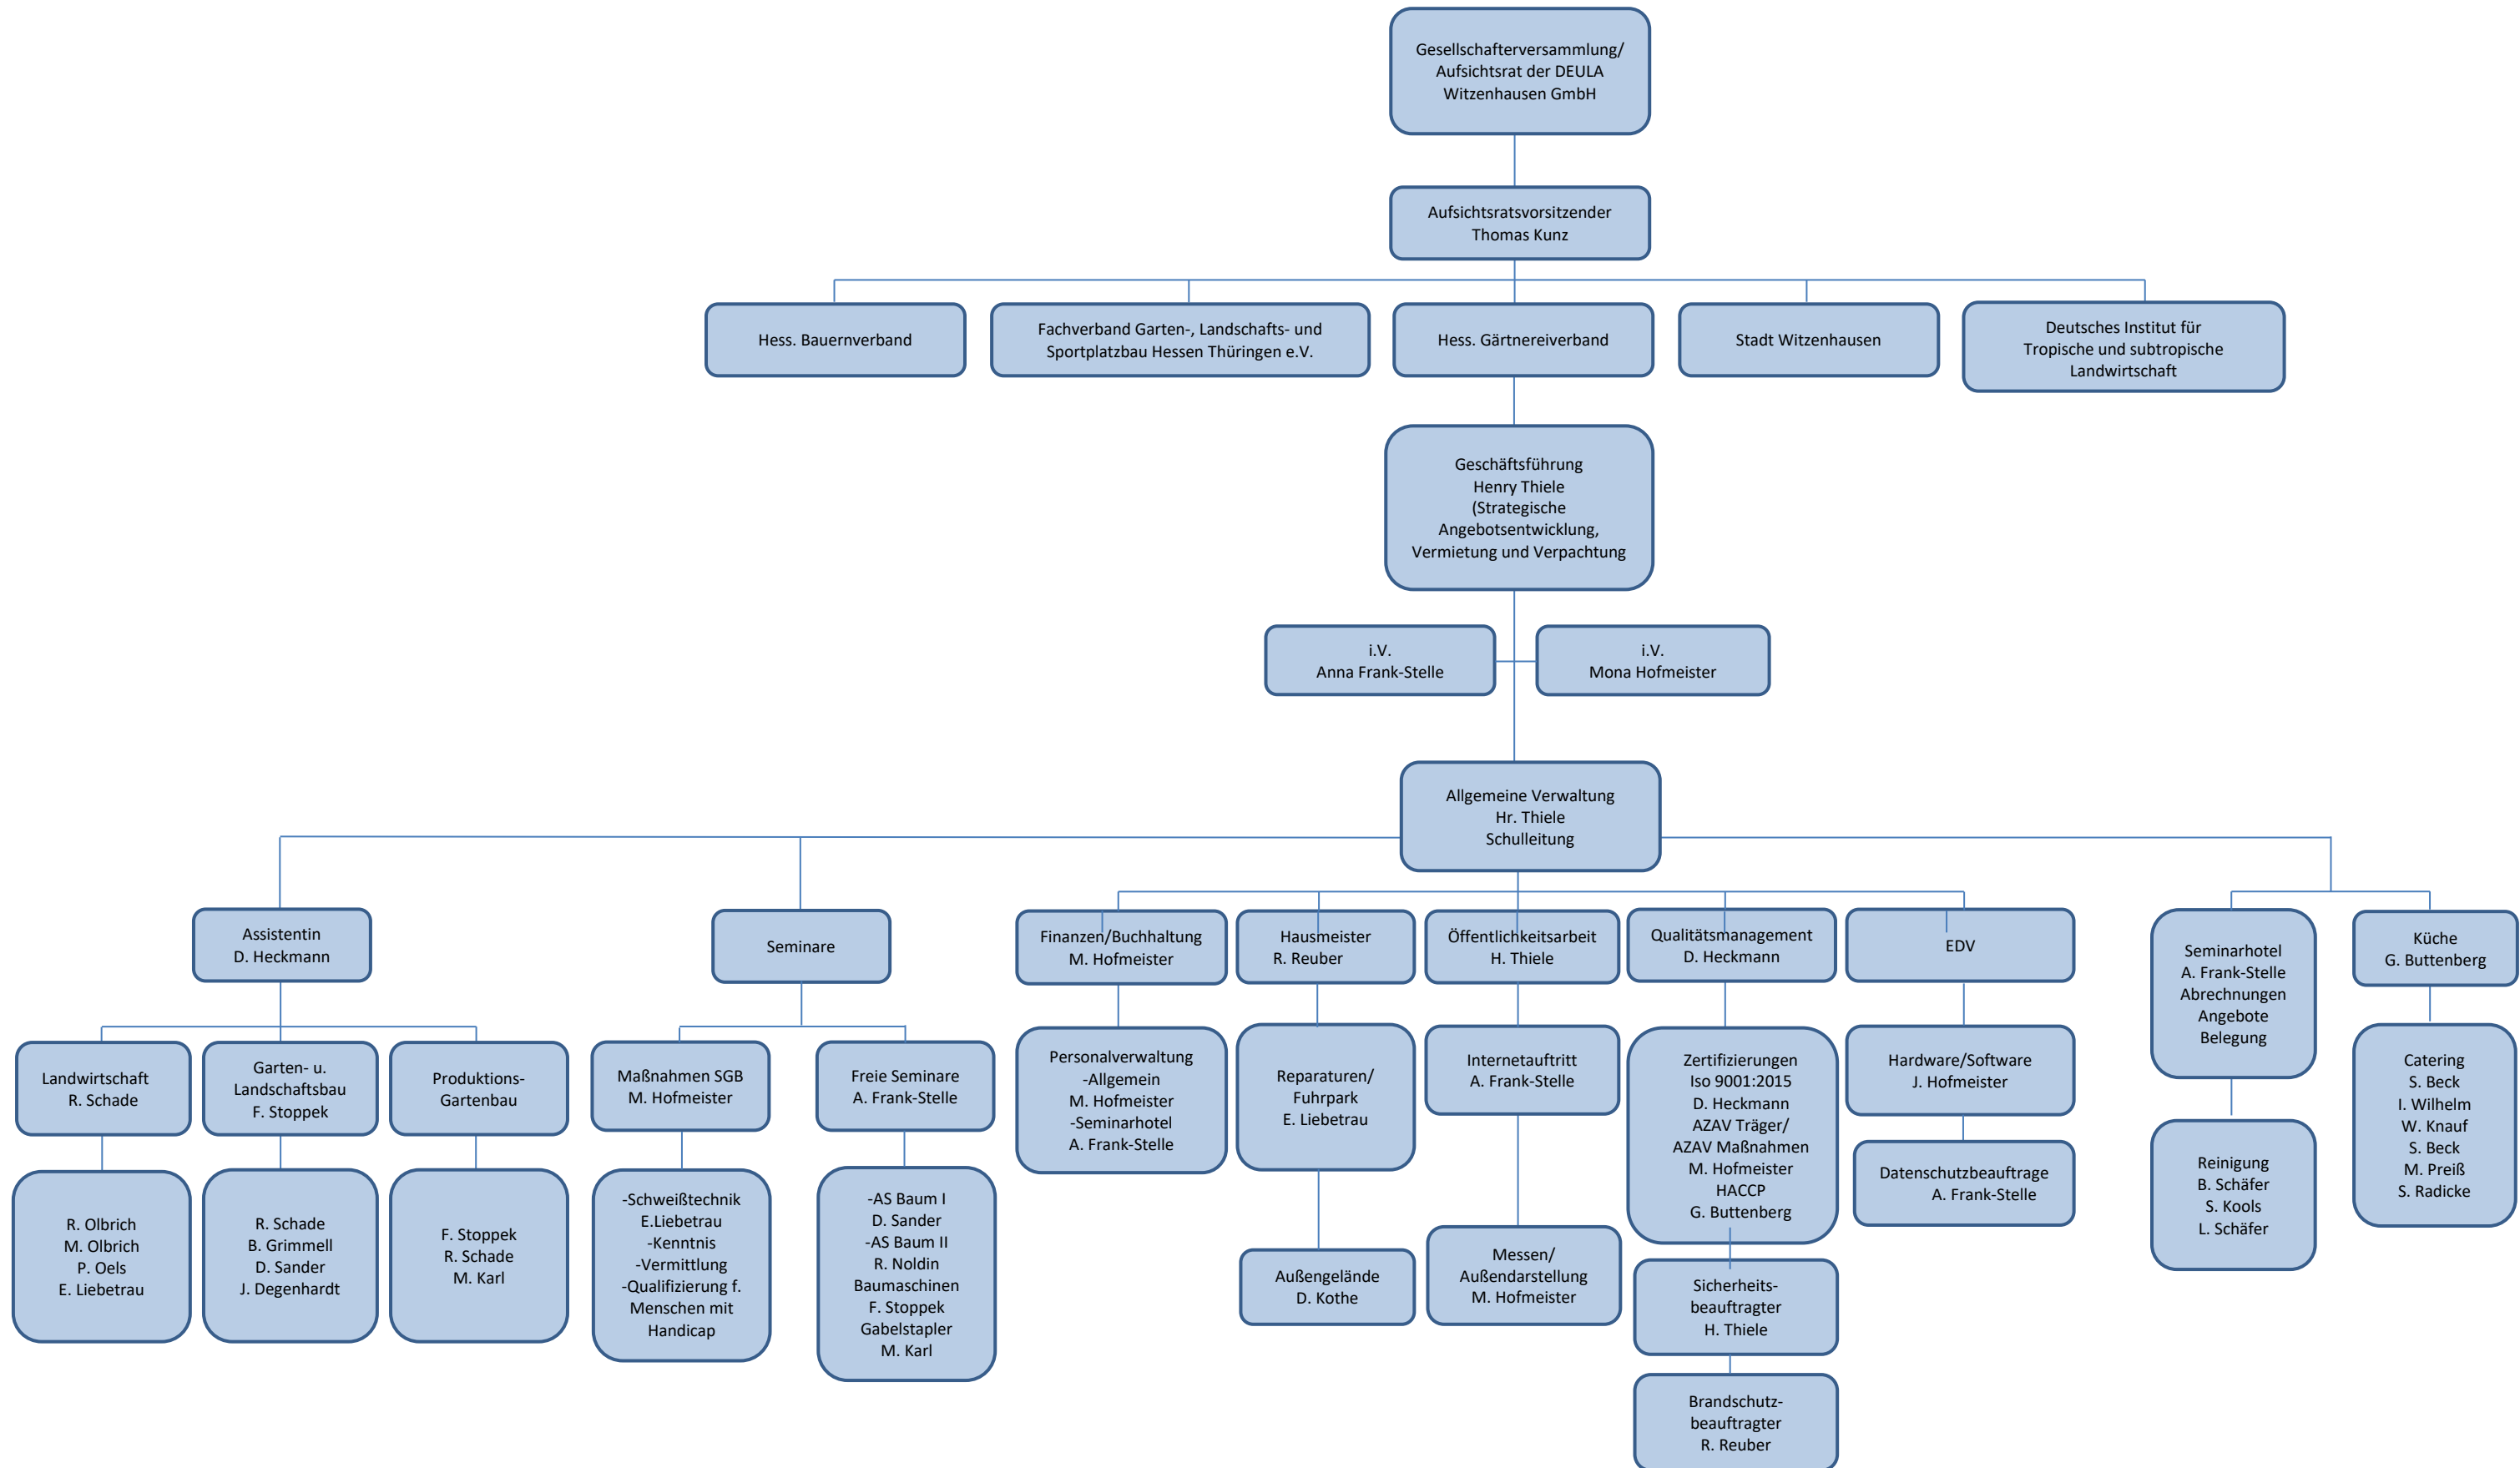 Gesellschafterversammlung/
Aufsichtsrat der DEULA
Witzenhausen GmbH
Aufsichtsratsvorsitzender
Thomas Kunz
Hess. Bauernverband
Fachverband Garten-, Landschafts- und
Sportplatzbau Hessen Thüringen e.V.
Hess. Gärtnereiverband
Stadt Witzenhausen
Deutsches Institut für
Tropische und subtropische
Landwirtschaft
Geschäftsführung
Henry Thiele
(Strategische
Angebotsentwicklung,
Vermietung und Verpachtung
i.V.
Anna Frank-Stelle
i.V.
Mona Hofmeister
Allgemeine Verwaltung
Hr. Thiele
Schulleitung
Assistentin
D. Heckmann
Seminare
Finanzen/Buchhaltung
M. Hofmeister
Hausmeister
R. Reuber
Öffentlichkeitsarbeit
H. Thiele
Qualitätsmanagement
D. Heckmann
EDV
Seminarhotel
A. Frank-Stelle
Abrechnungen
Angebote
Belegung
Küche
G. Buttenberg
Landwirtschaft
R. Schade
Garten- u.
Landschaftsbau
F. Stoppek
Produktions-
Gartenbau
Maßnahmen SGB
M. Hofmeister
Freie Seminare
A. Frank-Stelle
Personalverwaltung
-Allgemein
M. Hofmeister
-Seminarhotel
A. Frank-Stelle
Reparaturen/
Fuhrpark
E. Liebetrau
Internetauftritt
A. Frank-Stelle
Zertifizierungen
Iso 9001:2015
D. Heckmann
AZAV Träger/
AZAV Maßnahmen
M. Hofmeister
HACCP
G. Buttenberg
Hardware/Software
J. Hofmeister
Datenschutzbeauftrage
A. Frank-Stelle
Reinigung
B. Schäfer
S. Kools
L. Schäfer
Catering
S. Beck
I. Wilhelm
W. Knauf
S. Beck
M. Preiß
S. Radicke
R. Olbrich
M. Olbrich
P. Oels
E. Liebetrau
R. Schade
B. Grimmell
D. Sander
J. Degenhardt
F. Stoppek
R. Schade
M. Karl
-Schweißtechnik
E.Liebetrau
-Kenntnis
-Vermittlung
-Qualifizierung f.
Menschen mit
Handicap
-AS Baum I
D. Sander
-AS Baum II
R. Noldin
Baumaschinen
F. Stoppek
Gabelstapler
M. Karl
Außengelände
D. Kothe
Messen/
Außendarstellung
M. Hofmeister
Sicherheits-
beauftragter
H. Thiele
Brandschutz-
beauftragter
R. Reuber